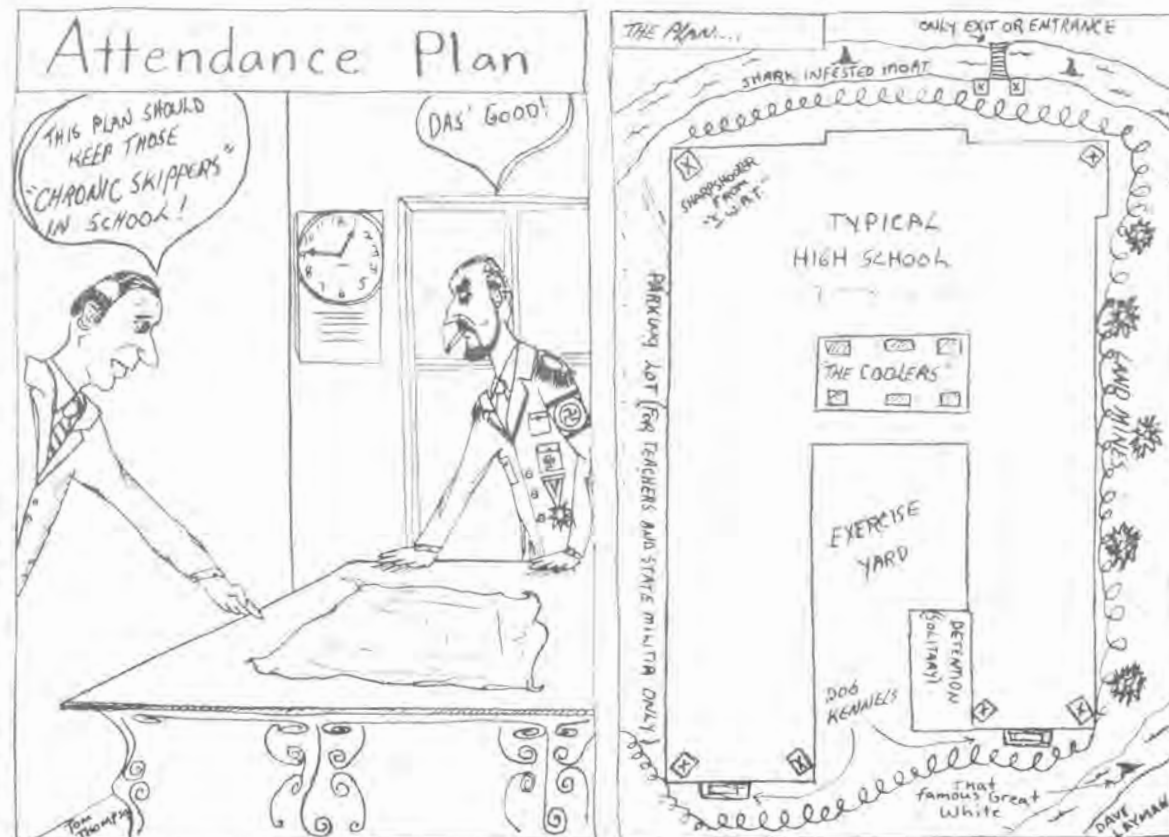 Attendance Plan
THIS PLAN SHOULD
KEEP THOSE
"CHRONIC SKIPPERS"
IN SCHOOL!
DAS' GOOD!
TOM
THOMPSON
THE PLAN...
ONLY EXIT OR ENTRANCE
SHARK INFESTED MOAT
X X
X
X
SHARPSHOOTER
FROM
"S.W.A.T."
TYPICAL
HIGH SCHOOL
"THE COOLERS"
PARKING LOT (FOR TEACHERS AND STATE MILITIA ONLY)
LAND MINES
EXERCISE
YARD
DETENTION
(SOLITARY)
DOG
KENNELS
X
X
X
X
That
famous Great
White
DAVE
LAYMAN